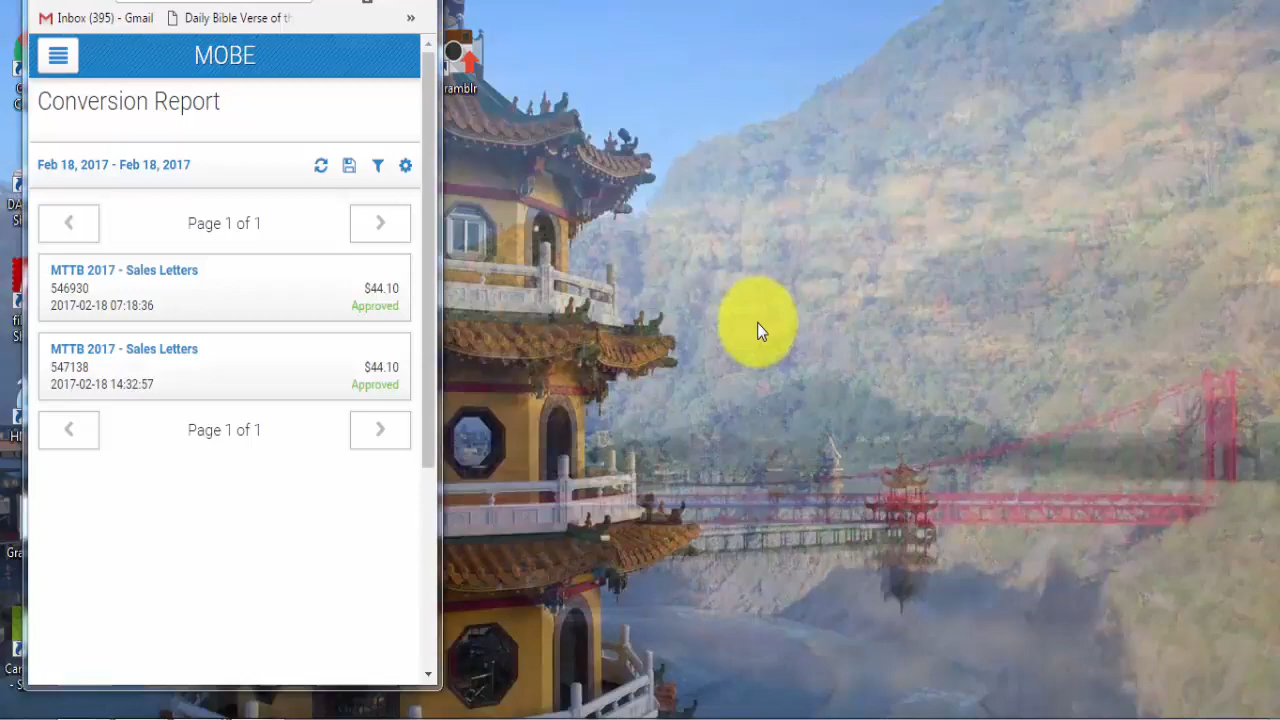 Inbox (395) - Gmail Daily Bible Verse of th »
MOBE
Conversion Report
Feb 18, 2017 - Feb 18, 2017
Page 1 of 1
MTTB 2017 - Sales Letters
546930 $44.10
2017-02-18 07:18:36 Approved
MTTB 2017 - Sales Letters
547138 $44.10
2017-02-18 14:32:57 Approved
Page 1 of 1
ramblr